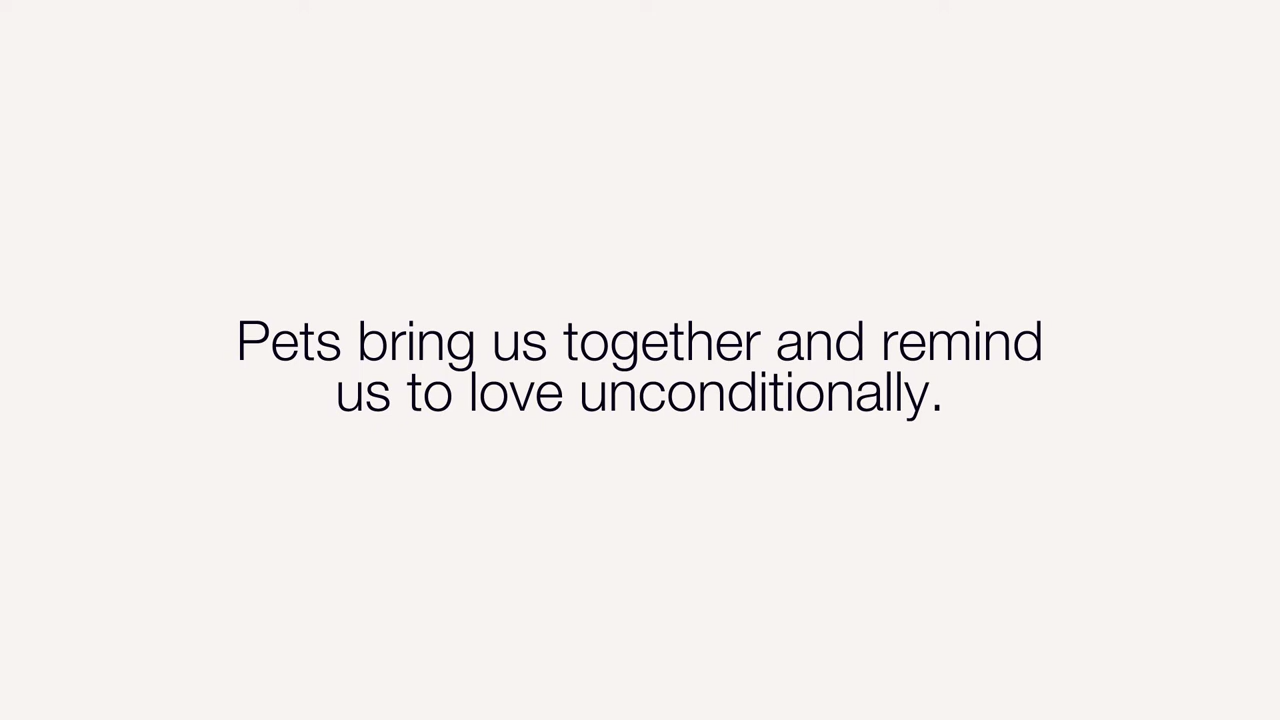 Pets bring us together and remind
us to love unconditionally.